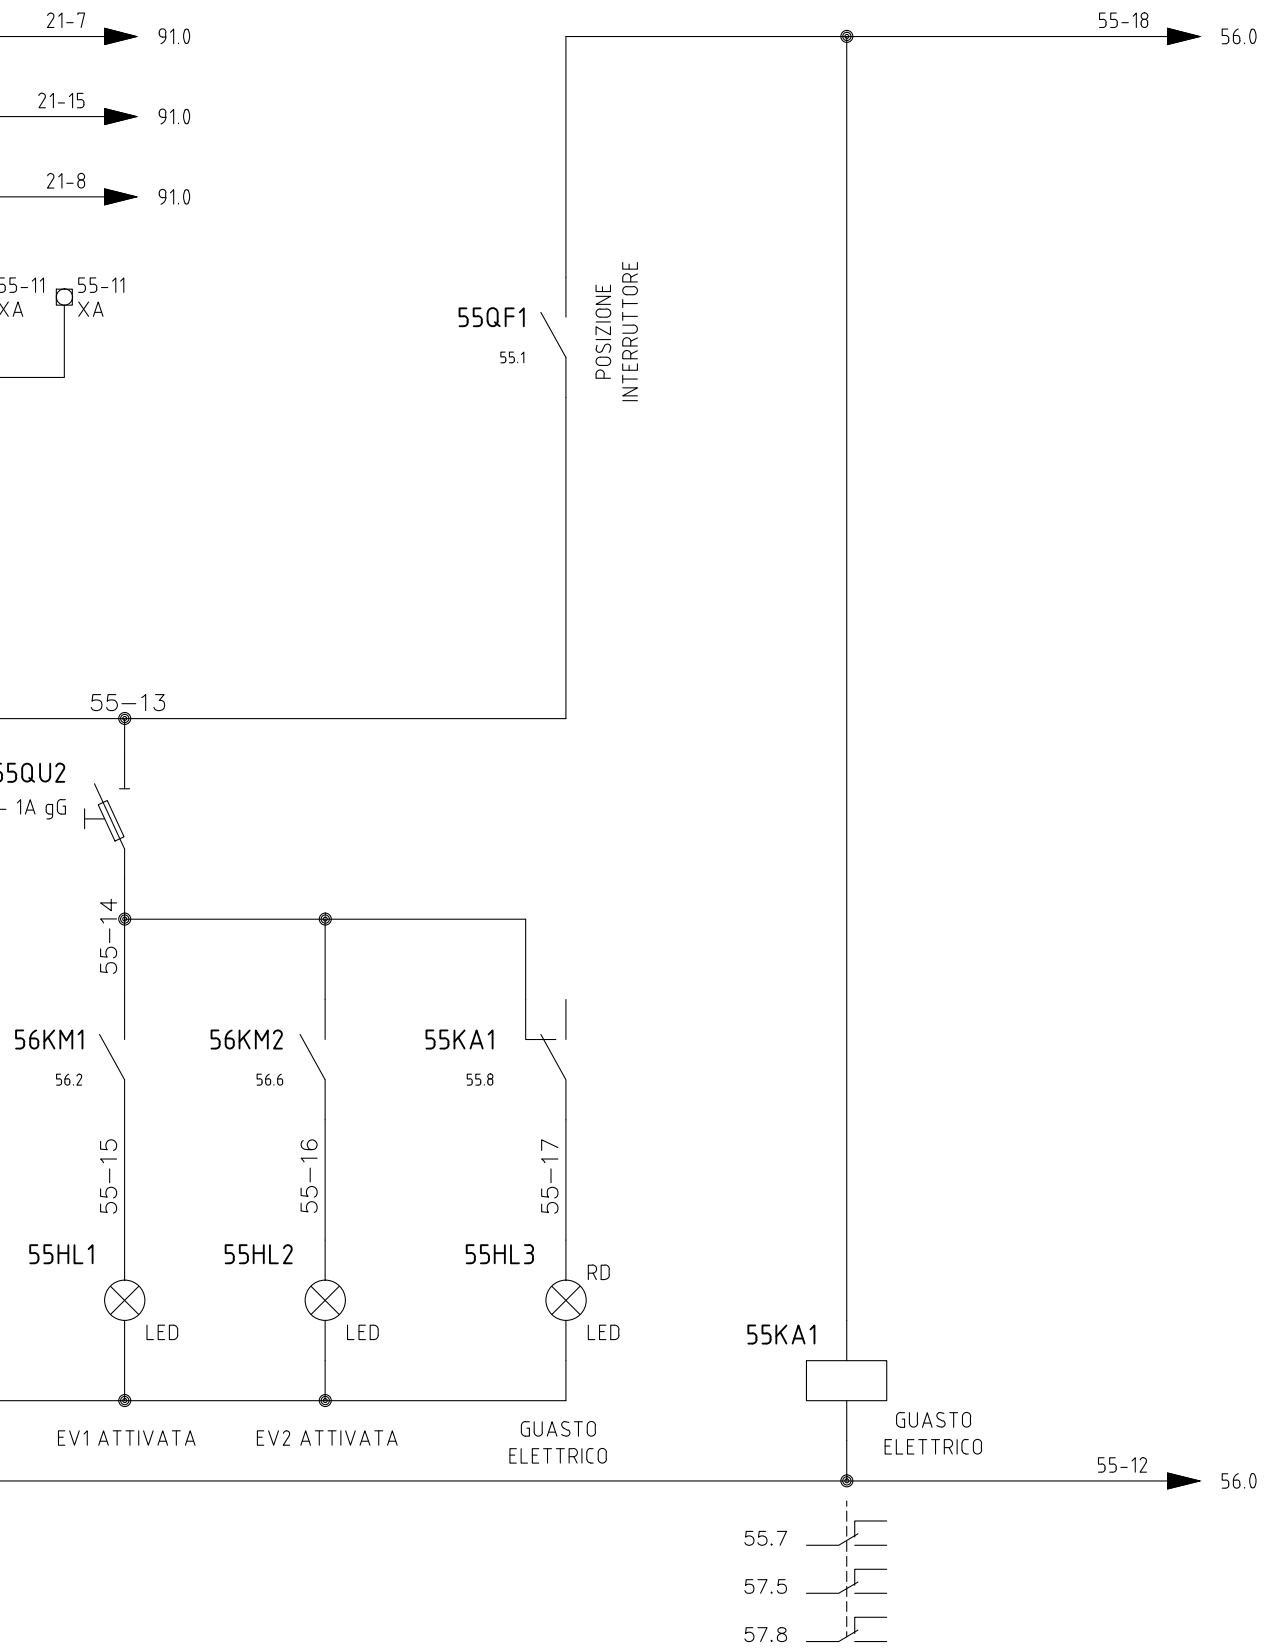 21-7
91.0
55-18
56.0
21-15
91.0
21-8
91.0
55-11
XA
55-11
XA
55QF1
55.1
POSIZIONE
INTERRUTTORE
55-13
55QU2
- 1A gG
55-14
56KM1
56.2
56KM2
56.6
55KA1
55.8
55-15
55-16
55-17
55HL1
LED
55HL2
LED
55HL3
RD
LED
55KA1
EV1 ATTIVATA
EV2 ATTIVATA
GUASTO
ELETTRICO
GUASTO
ELETTRICO
55-12
56.0
55.7
57.5
57.8